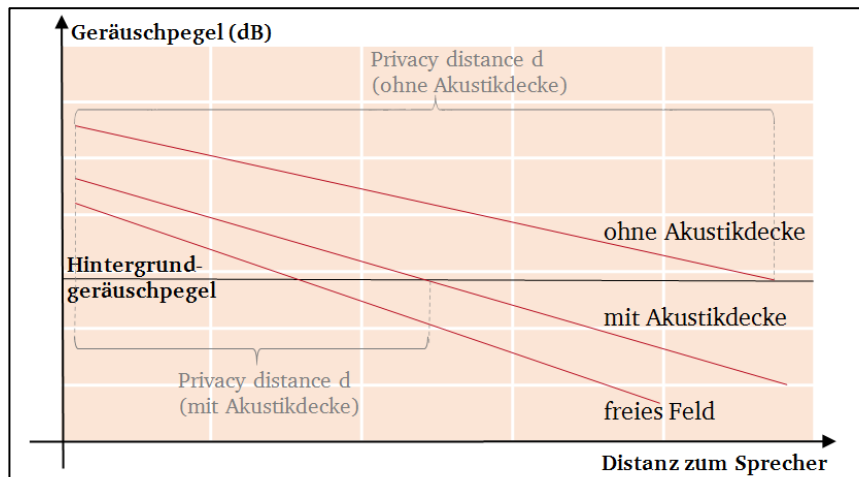 Geräuschpegel (dB)
Privacy distance d
(ohne Akustikdecke)
ohne Akustikdecke
Hintergrund-
geräuschpegel
mit Akustikdecke
Privacy distance d
(mit Akustikdecke)
freies Feld
Distanz zum Sprecher